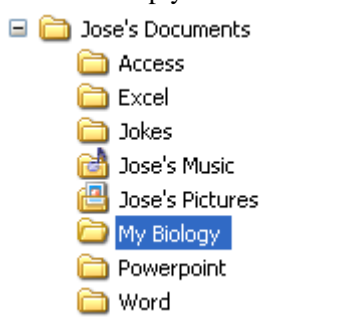 Jose's Documents
Access
Excel
Jokes
Jose's Music
Jose's Pictures
My Biology
Powerpoint
Word